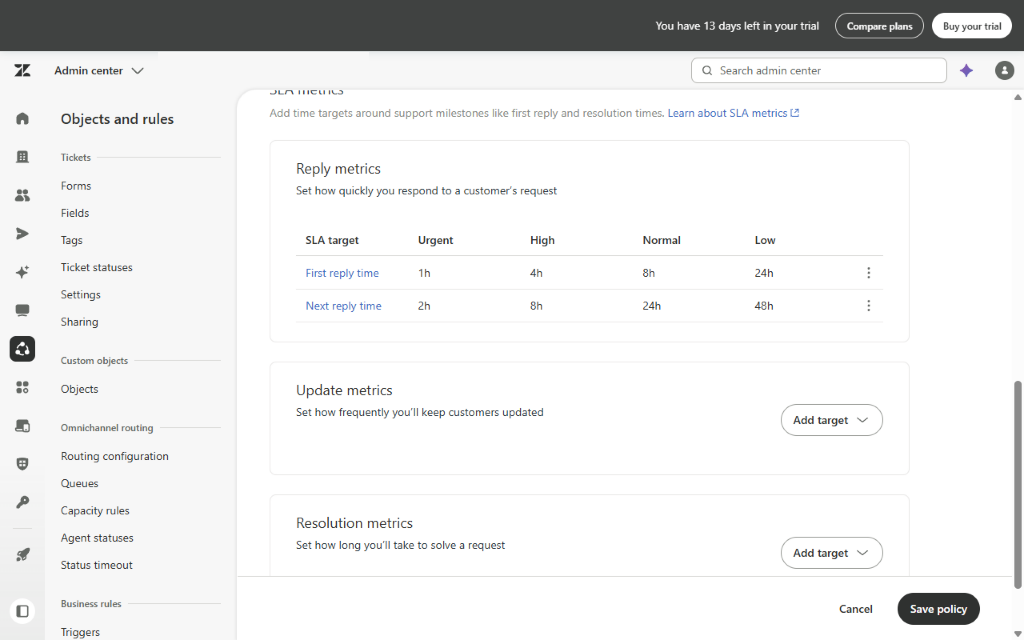 You have 13 days left in your trial
Compare plans
Buy your trial
Admin center
Search admin center
Objects and rules
Tickets
Forms
Fields
Tags
Ticket statuses
Settings
Sharing
Custom objects
Objects
Omnichannel routing
Routing configuration
Queues
Capacity rules
Agent statuses
Status timeout
Business rules
Triggers
SLA metrics
Add time targets around support milestones like first reply and resolution times. Learn about SLA metrics
Reply metrics
Set how quickly you respond to a customer's request
SLA target Urgent High Normal Low
First reply time 1h 4h 8h 24h
Next reply time 2h 8h 24h 48h
Update metrics
Set how frequently you'll keep customers updated
Add target
Resolution metrics
Set how long you'll take to solve a request
Add target
Cancel
Save policy